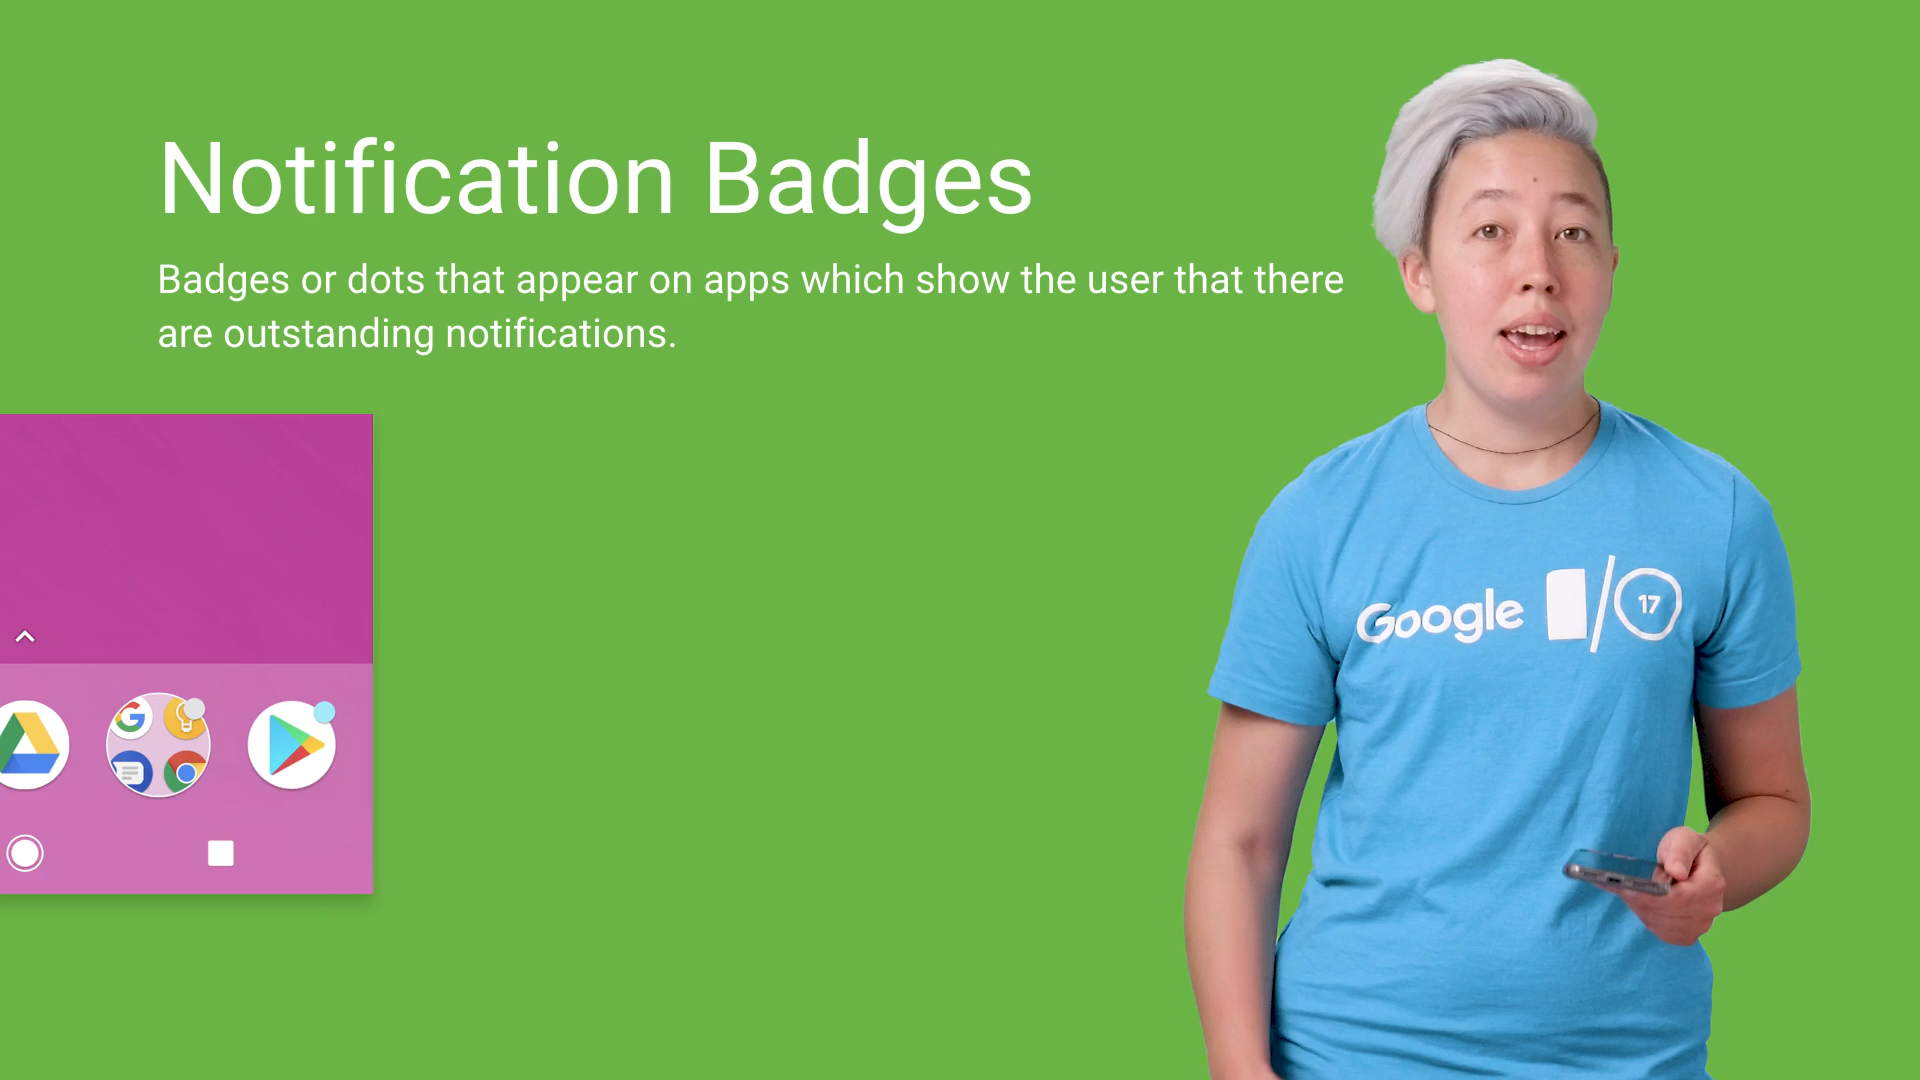 Notification Badges
Badges or dots that appear on apps which show the user that there
are outstanding notifications.
Google I/O 17